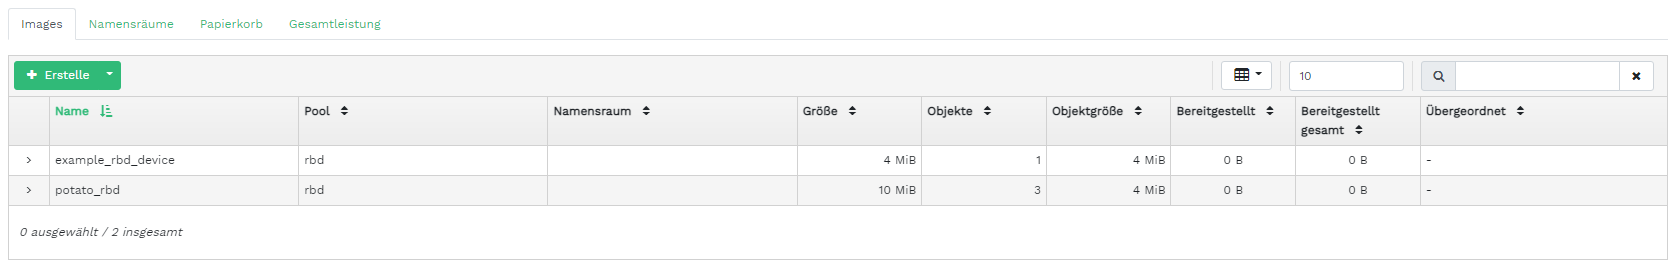 Images Namensräume Papierkorb Gesamtleistung
Erstelle 10
Name Pool Namensraum Größe Objekte Objektgröße Bereitgestellt Bereitgestellt gesamt Übergeordnet
example_rbd_device rbd 4 MiB 1 4 MiB 0 B 0 B -
potato_rbd rbd 10 MiB 3 4 MiB 0 B 0 B -
0 ausgewählt / 2 insgesamt